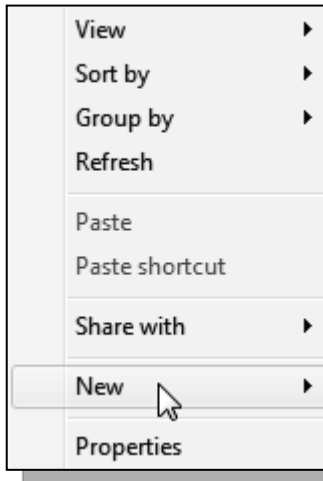 View
Sort by
Group by
Refresh
Paste
Paste shortcut
Share with
New
Properties